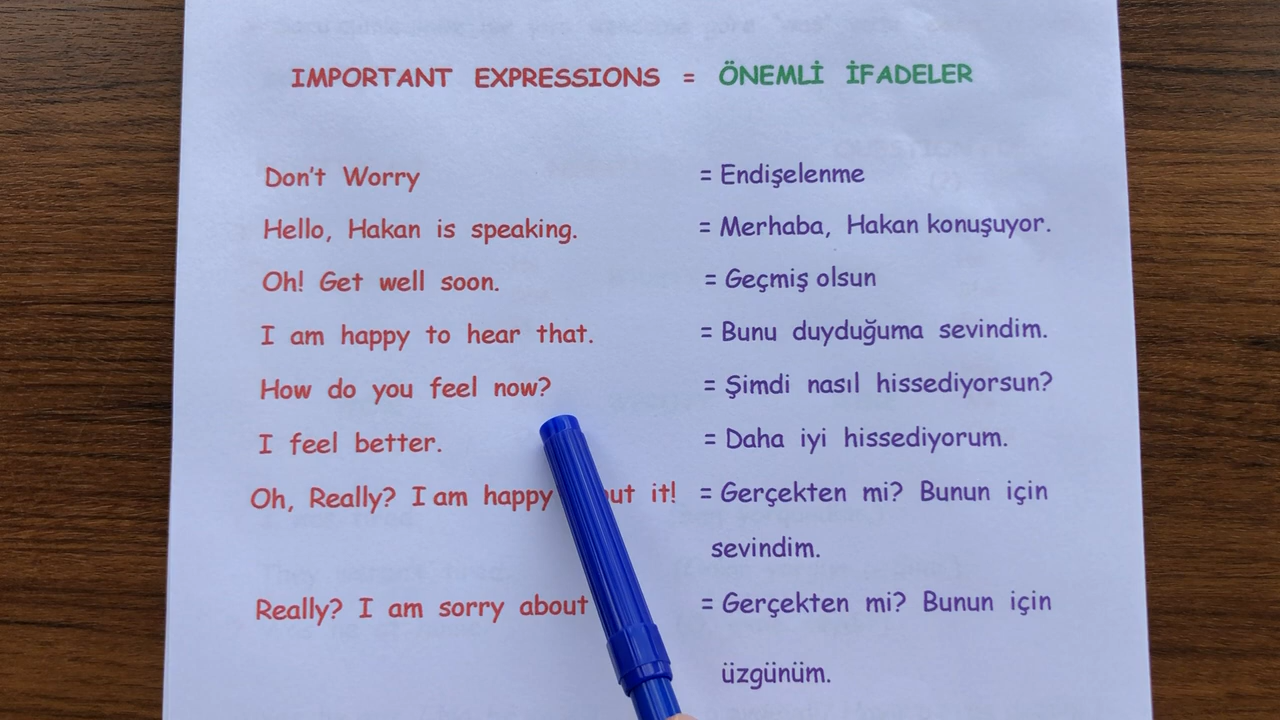 IMPORTANT EXPRESSIONS = ÖNEMLİ İFADELER
Don't Worry = Endişelenme
Hello, Hakan is speaking. = Merhaba, Hakan konuşuyor.
Oh! Get well soon. = Geçmiş olsun
I am happy to hear that. = Bunu duyduğuma sevindim.
How do you feel now? = Şimdi nasıl hissediyorsun?
I feel better. = Daha iyi hissediyorum.
Oh, Really? I am happy it! = Gerçekten mi? Bunun için
sevindim.
Really? I am sorry about = Gerçekten mi? Bunun için
üzgünüm.